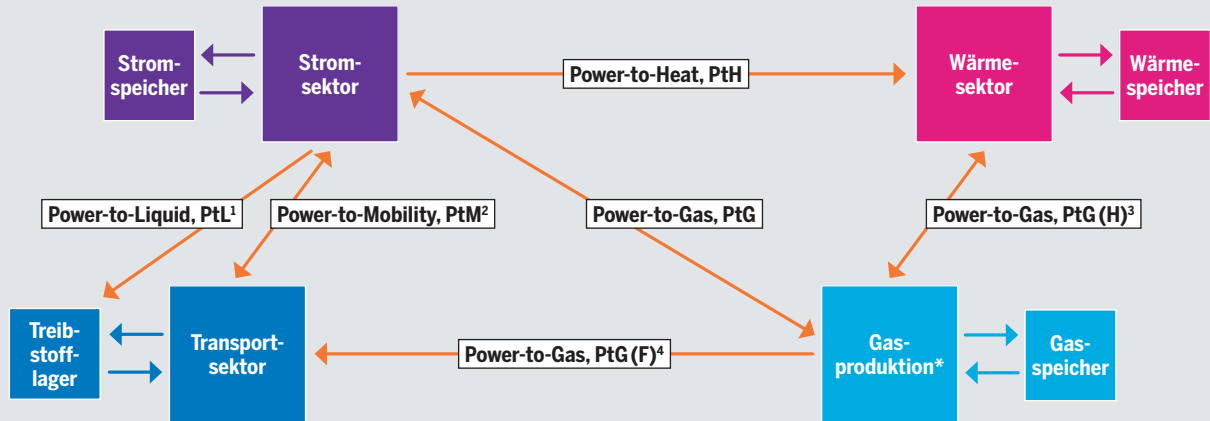 Strom-
speicher
Strom-
sektor
Power-to-Heat, PtH
Wärme-
sektor
Wärme-
speicher
Power-to-Liquid, PtL¹
Power-to-Mobility, PtM²
Power-to-Gas, PtG
Power-to-Gas, PtG (H)³
Treib-
stoff-
lager
Transport-
sektor
Power-to-Gas, PtG (F)⁴
Gas-
produktion*
Gas-
speicher